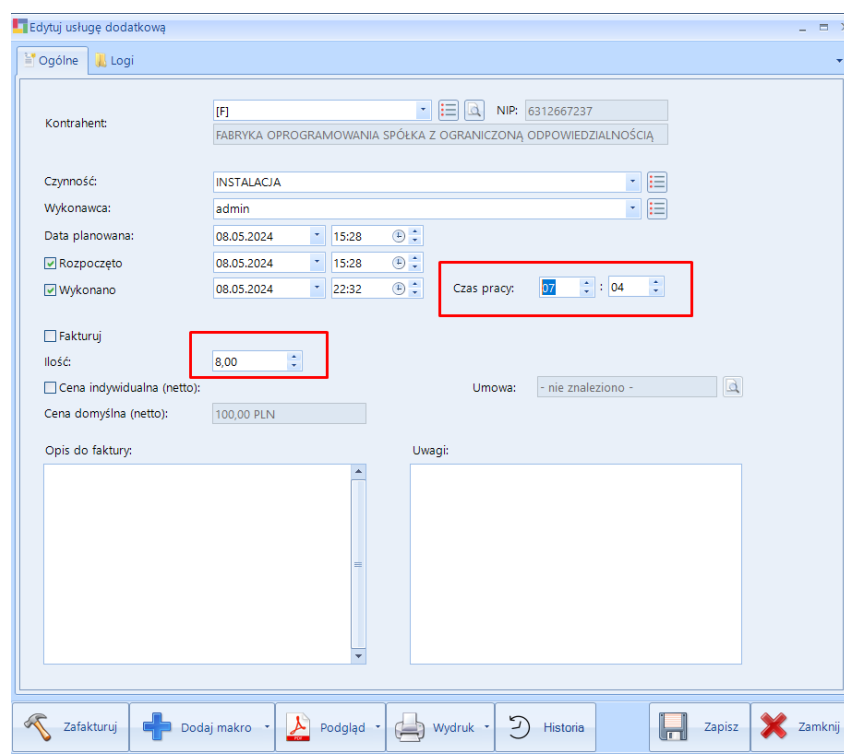 Edytuj usługę dodatkową
Ogólne Logi
Kontrahent: [F] NIP: 6312667237
FABRYKA OPROGRAMOWANIA SPÓŁKA Z OGRANICZONĄ ODPOWIEDZIALNOŚCIĄ
Czynność: INSTALACJA
Wykonawca: admin
Data planowana: 08.05.2024 15:28
Rozpoczęto 08.05.2024 15:28
Wykonano 08.05.2024 22:32 Czas pracy: 07 : 04
Fakturuj
Ilość: 8,00
Cena indywidualna (netto): Umowa: - nie znaleziono -
Cena domyślna (netto): 100,00 PLN
Opis do faktury: Uwagi:
Zafakturuj Dodaj makro PDF Podgląd Wydruk Historia Zapisz Zamknij